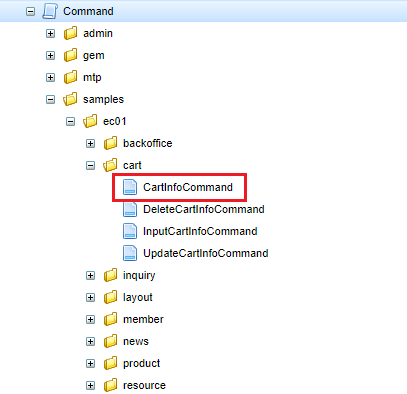 Command
admin
gem
mtp
samples
ec01
backoffice
cart
CartInfoCommand
DeleteCartInfoCommand
InputCartInfoCommand
UpdateCartInfoCommand
inquiry
layout
member
news
product
resource